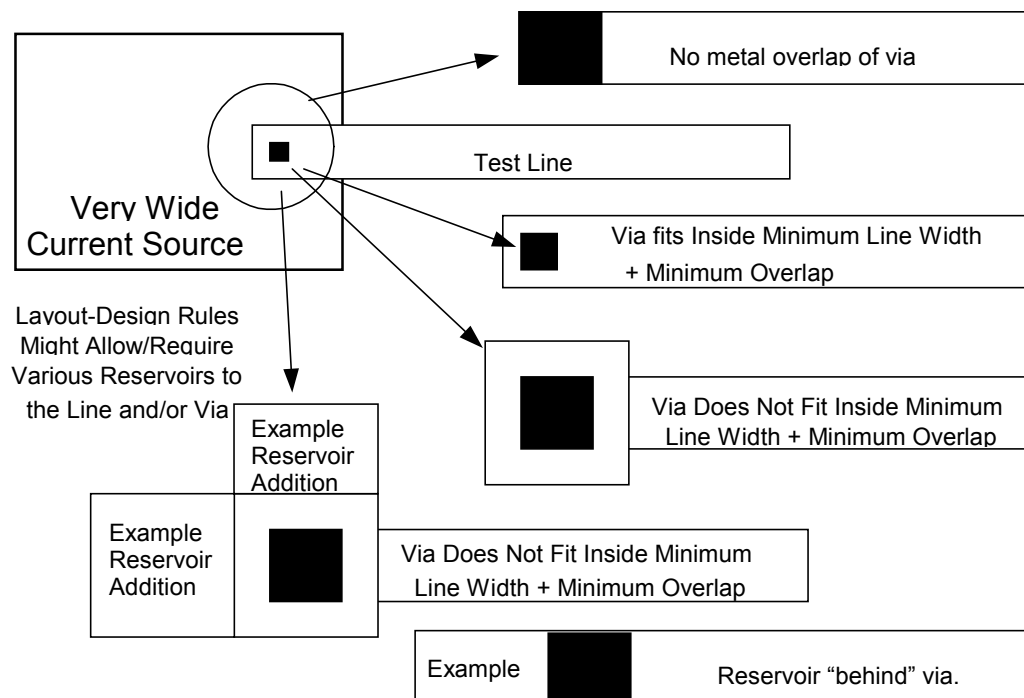 No metal overlap of via
Test Line
Very Wide
Current Source
Via fits Inside Minimum Line Width
+ Minimum Overlap
Layout-Design Rules
Might Allow/Require
Various Reservoirs to
the Line and/or Via
Via Does Not Fit Inside Minimum
Line Width + Minimum Overlap
Example
Reservoir
Addition
Example
Reservoir
Addition
Via Does Not Fit Inside Minimum
Line Width + Minimum Overlap
Example
Reservoir “behind” via.